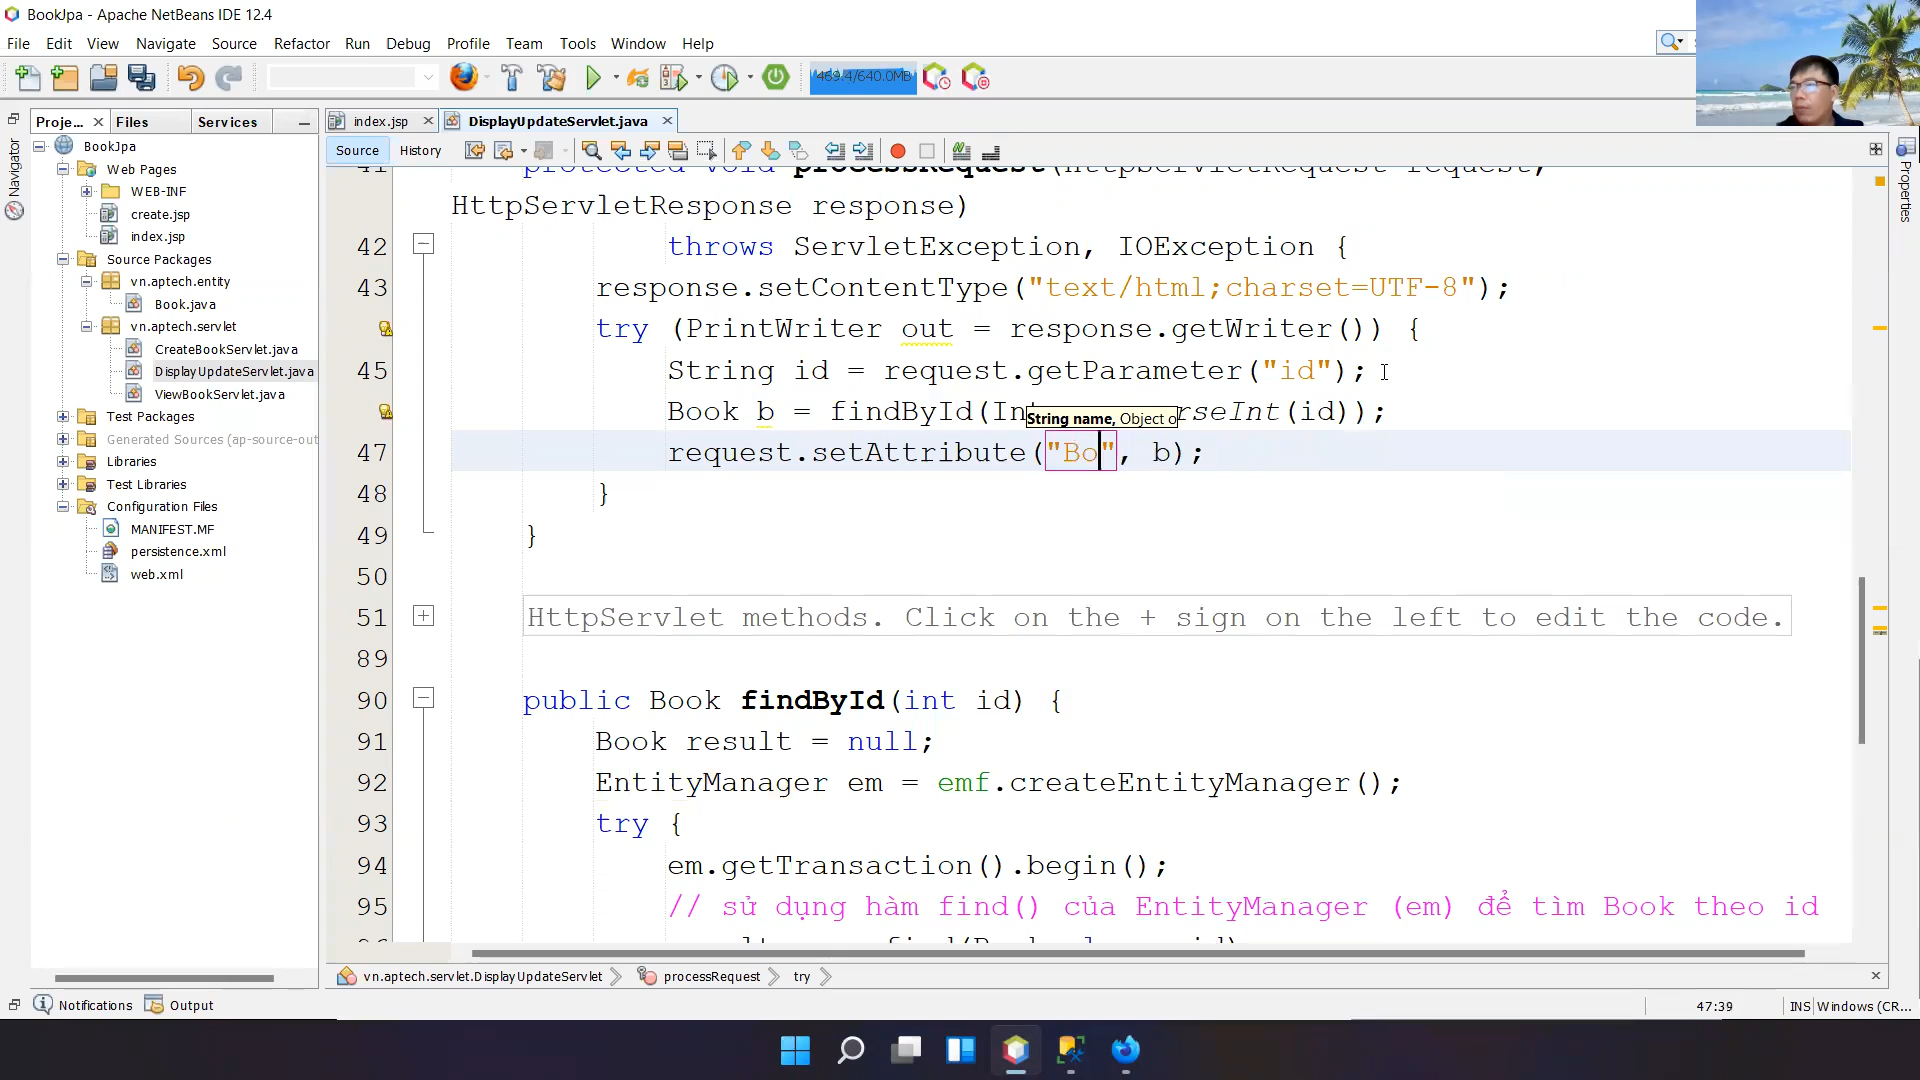 BookJpa - Apache NetBeans IDE 12.4
File Edit View Navigate Source Refactor Run Debug Profile Team Tools Window Help
469.4/640.0MB
Proje... Files Services
index.jsp DisplayUpdateServlet.java
Source History
Navigator
Properties
BookJpa
Web Pages
WEB-INF
create.jsp
index.jsp
Source Packages
vn.aptech.entity
Book.java
vn.aptech.servlet
CreateBookServlet.java
DisplayUpdateServlet.java
ViewBookServlet.java
Test Packages
Generated Sources (ap-source-out
Libraries
Test Libraries
Configuration Files
MANIFEST.MF
persistence.xml
web.xml
41 protected void processRequest(HttpServletRequest request,
HttpServletResponse response)
42 throws ServletException, IOException {
43 response.setContentType("text/html;charset=UTF-8");
try (PrintWriter out = response.getWriter()) {
45 String id = request.getParameter("id");
Book b = findById(Int rseInt(id));
String name, Object o
47 request.setAttribute("Bo", b);
48 }
49 }
50
51 HttpServlet methods. Click on the + sign on the left to edit the code.
89
90 public Book findById(int id) {
91 Book result = null;
92 EntityManager em = emf.createEntityManager();
93 try {
94 em.getTransaction().begin();
95 // sử dụng hàm find() của EntityManager (em) để tìm Book theo id
vn.aptech.servlet.DisplayUpdateServlet processRequest try
Notifications Output
47:39 INS Windows (CR...